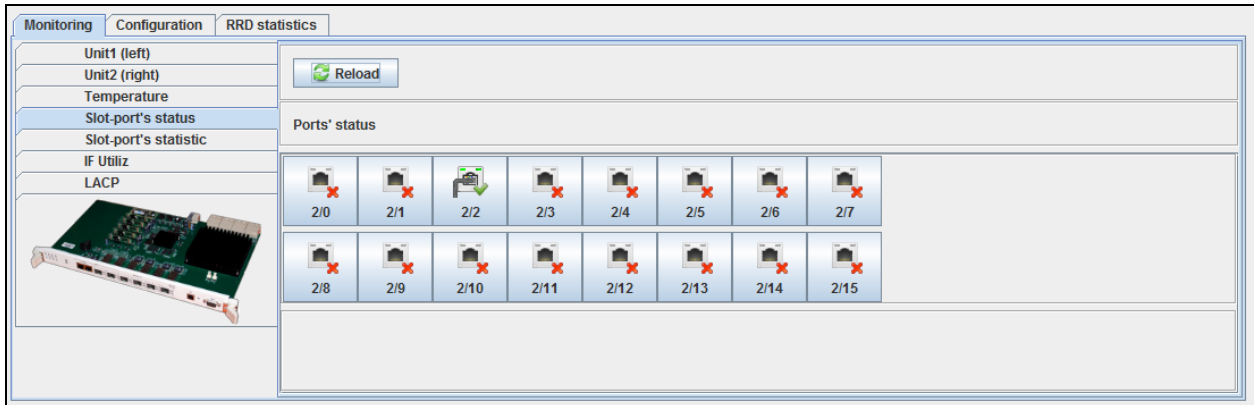 Monitoring Configuration RRD statistics
Unit1 (left)
Unit2 (right)
Temperature
Slot-port's status
Slot-port's statistic
IF Utiliz
LACP
Reload
Ports' status
2/0 2/1 2/2 2/3 2/4 2/5 2/6 2/7
2/8 2/9 2/10 2/11 2/12 2/13 2/14 2/15